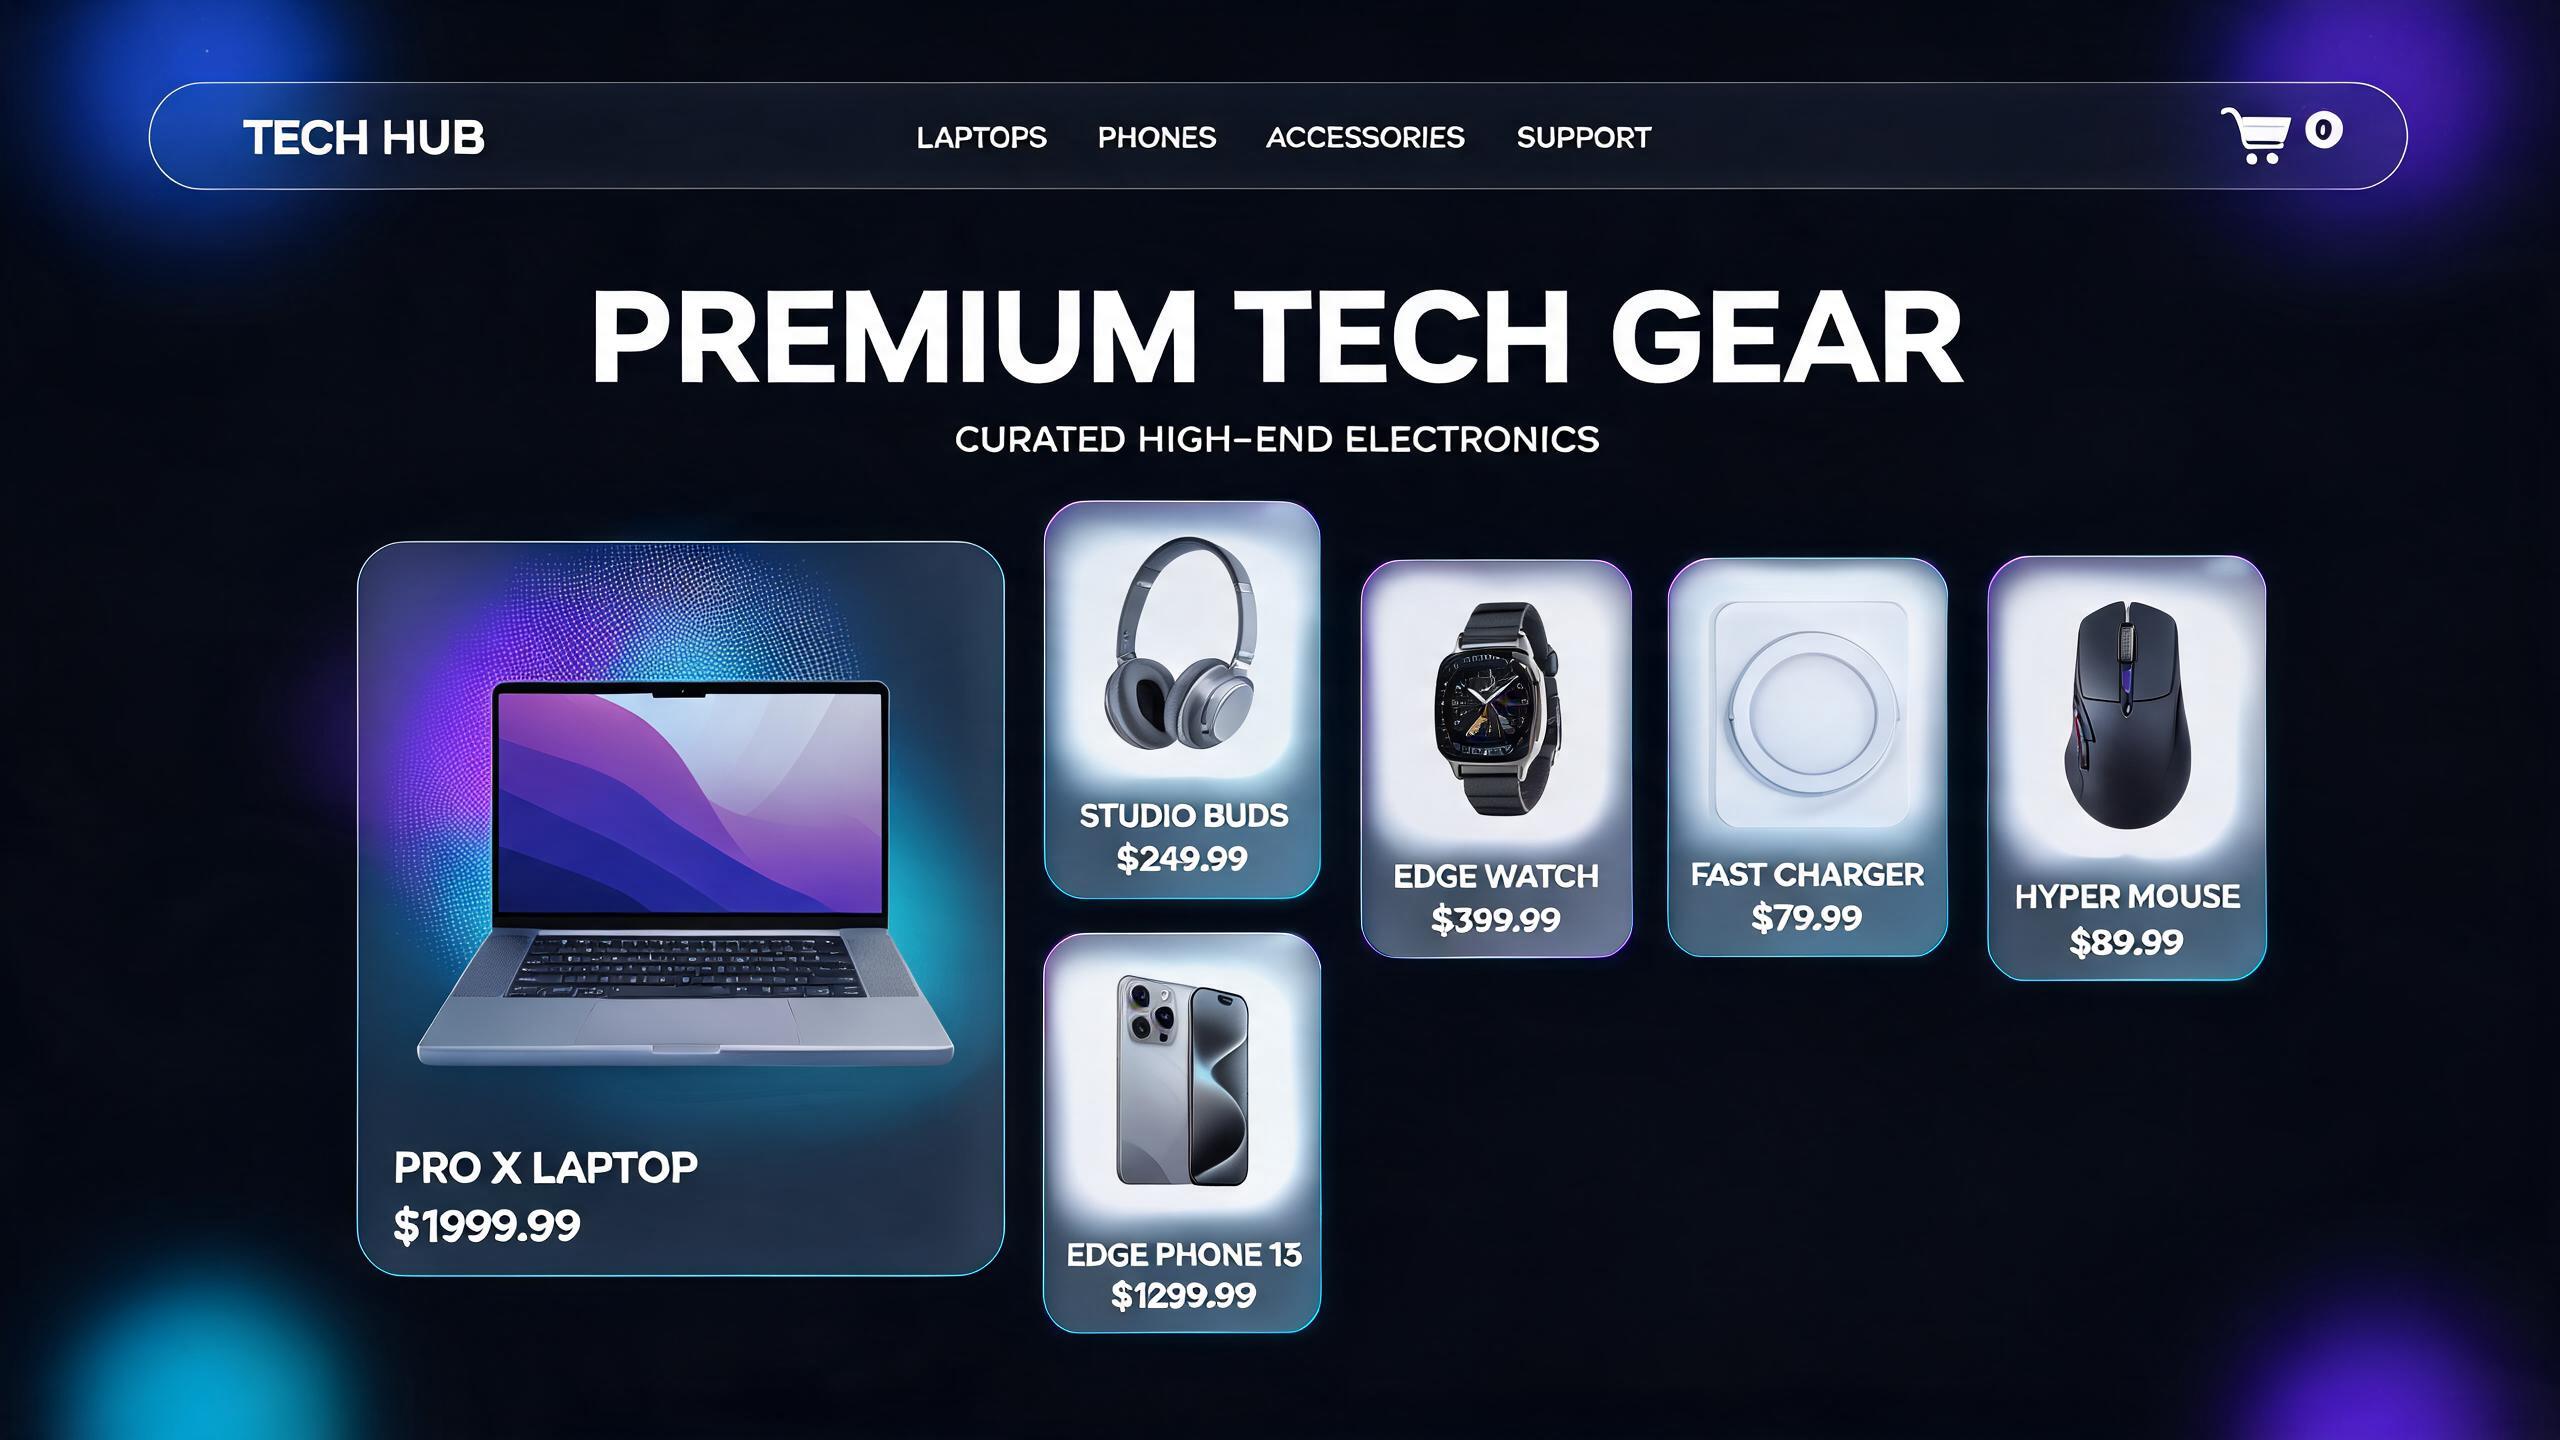 TECH HUB
LAPTOPS PHONES ACCESSORIES SUPPORT
0
PREMIUM TECH GEAR
CURATED HIGH-END ELECTRONICS
PRO X LAPTOP
$1999.99
STUDIO BUDS
$249.99
EDGE PHONE 15
$1299.99
EDGE WATCH
$399.99
FAST CHARGER
$79.99
HYPER MOUSE
$89.99